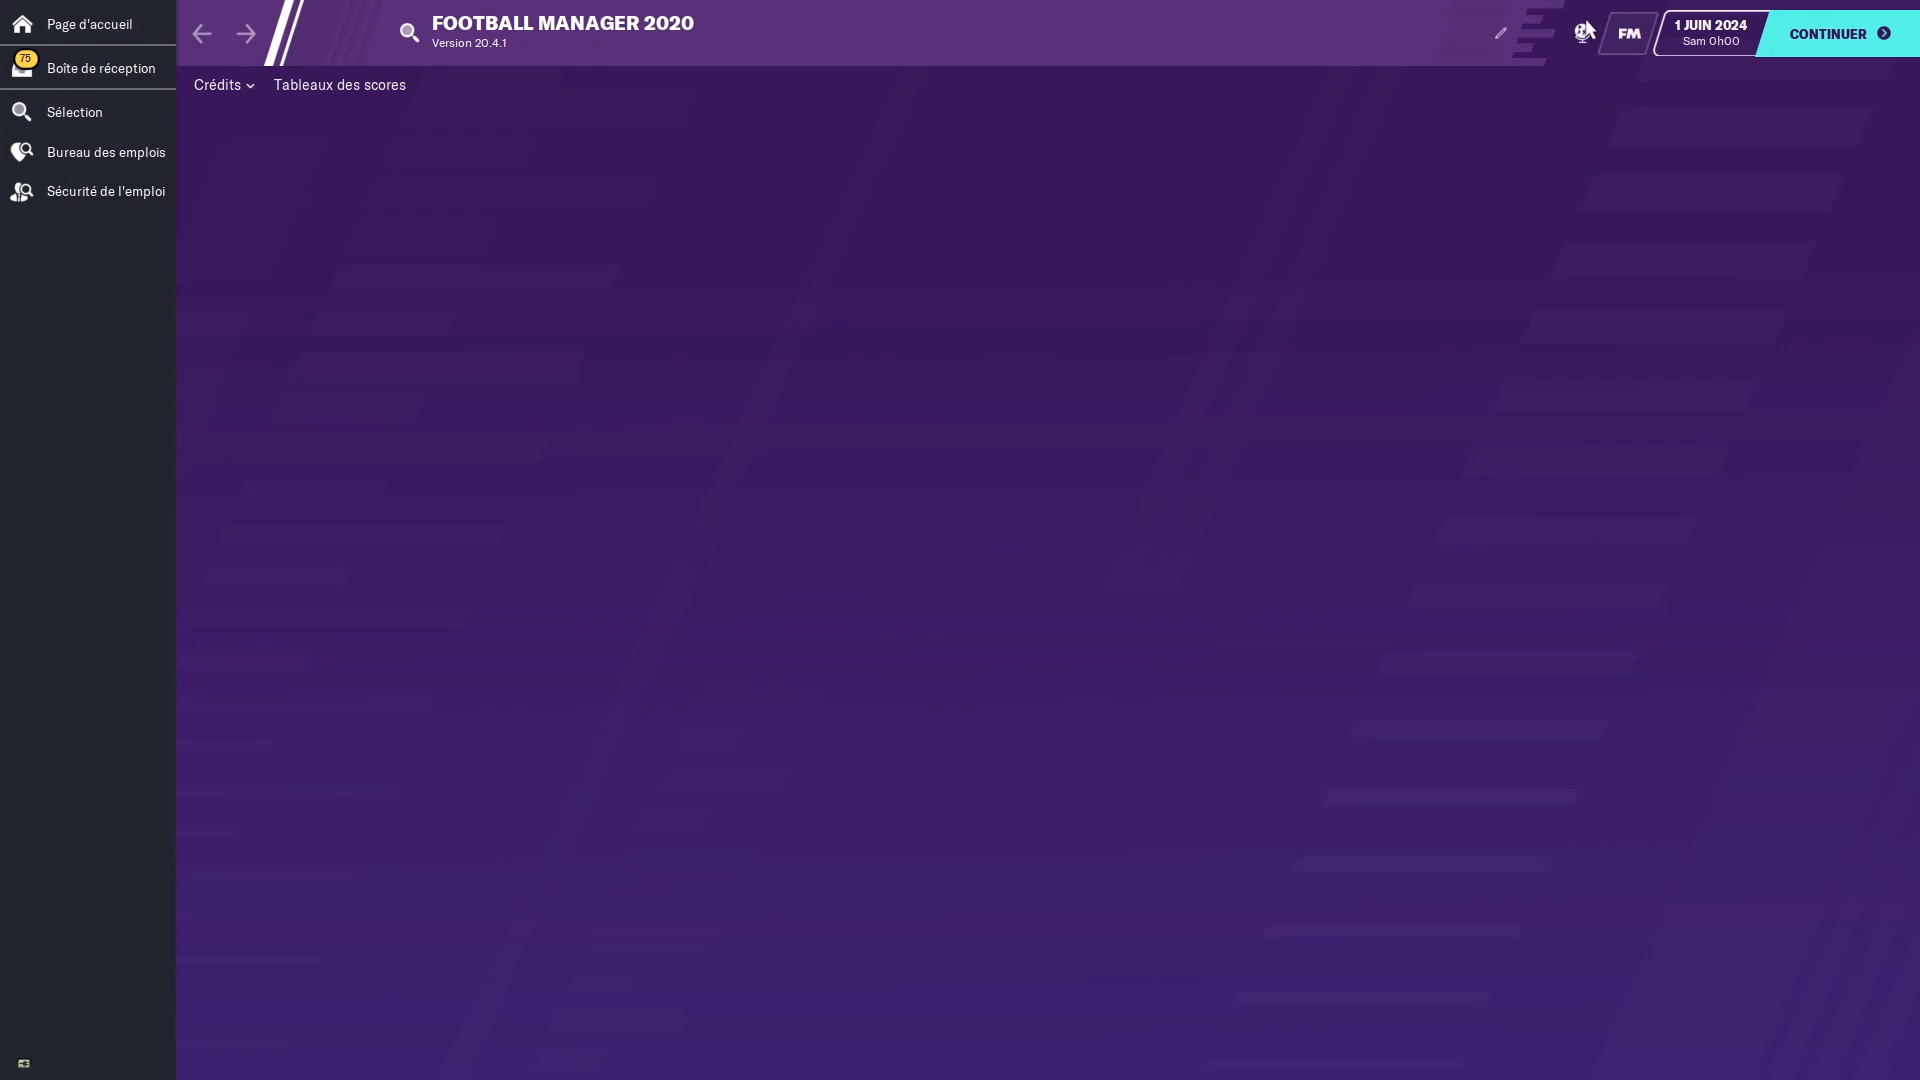 Page d'accueil
75
Boîte de réception
Sélection
Bureau des emplois
Sécurité de l'emploi
FOOTBALL MANAGER 2020
Version 20.4.1
FM
1 JUIN 2024
Sam 0h00
CONTINUER
Crédits
Tableaux des scores